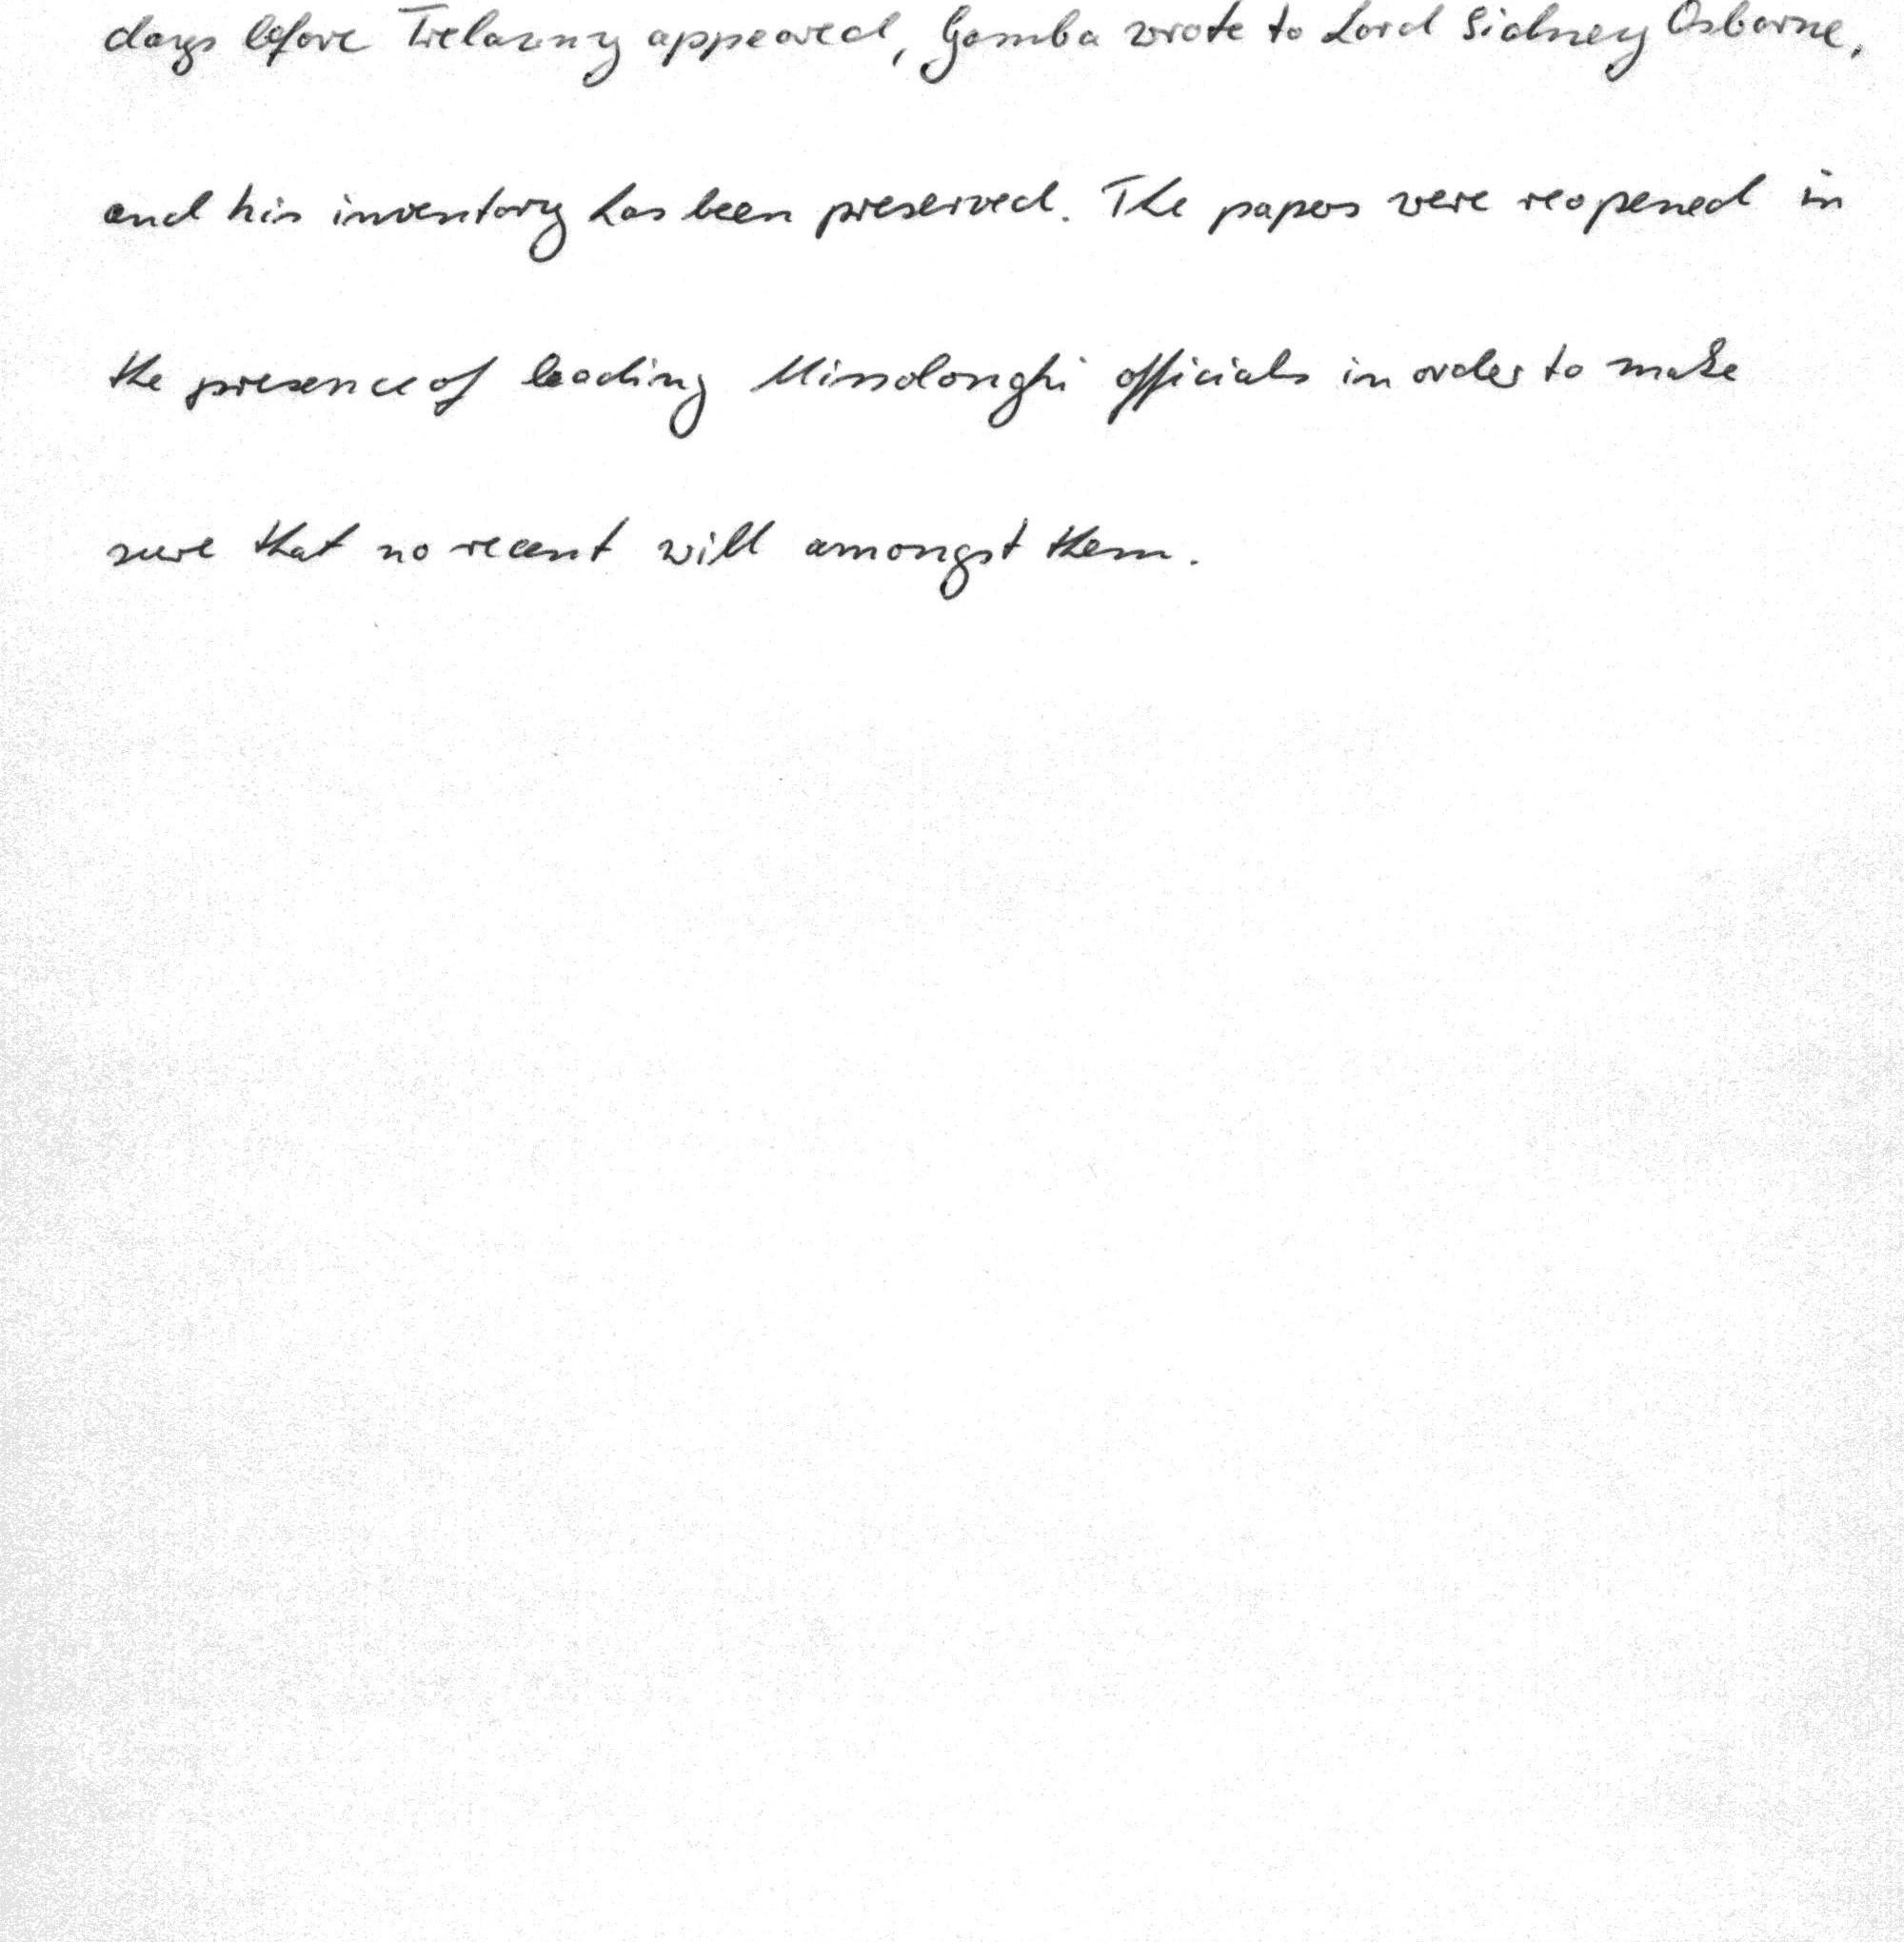 days before Trelawny appeared, Gamba wrote to Lord Sidney Osborne,
and his inventory has been preserved. The papers were reopened in
the presence of leading Missolonghi officials in order to make
sure that no recent will amongst them.